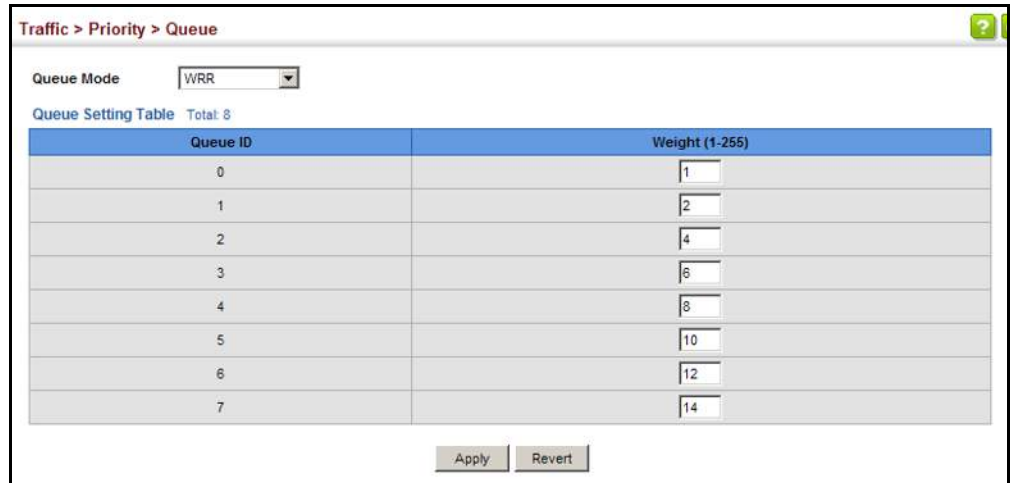 Traffic > Priority > Queue
?
Queue Mode WRR
Queue Setting Table Total: 8
Queue ID Weight (1-255)
0 1
1 2
2 4
3 6
4 8
5 10
6 12
7 14
Apply Revert